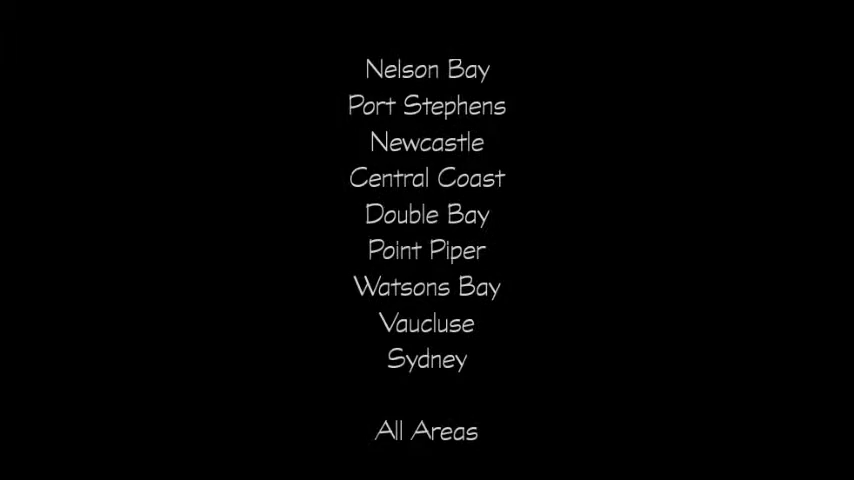 Nelson Bay
Port Stephens
Newcastle
Central Coast
Double Bay
Point Piper
Watsons Bay
Vaucluse
Sydney
All Areas